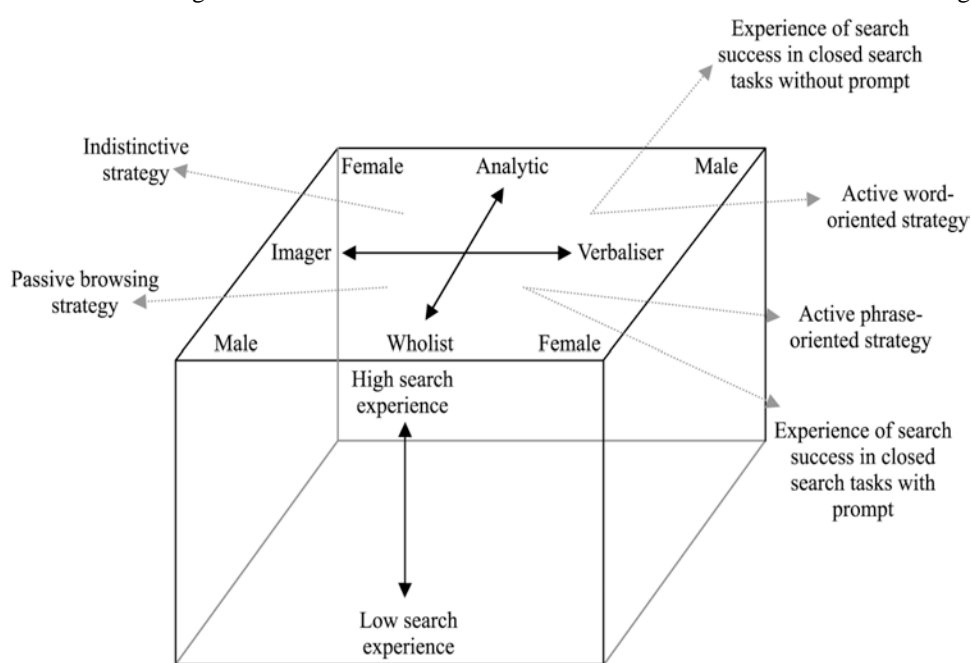 Experience of search
success in closed search
tasks without prompt
Indistinctive
strategy
Female
Analytic
Male
Active word-
oriented strategy
Imager
Verbaliser
Passive browsing
strategy
Active phrase-
oriented strategy
Male
Wholist
Female
High search
experience
Experience of search
success in closed
search tasks with
prompt
Low search
experience